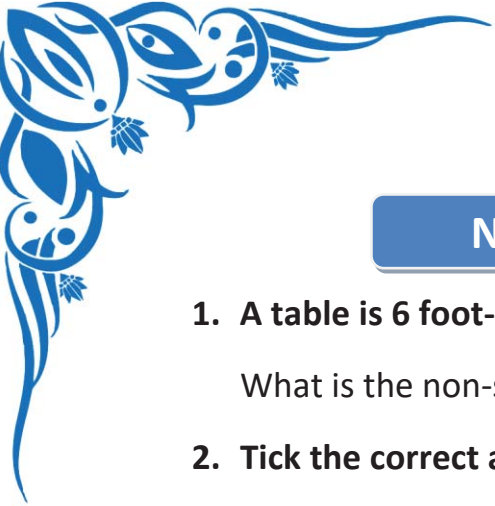 N
1. A table is 6 foot-
What is the non-s
2. Tick the correct a